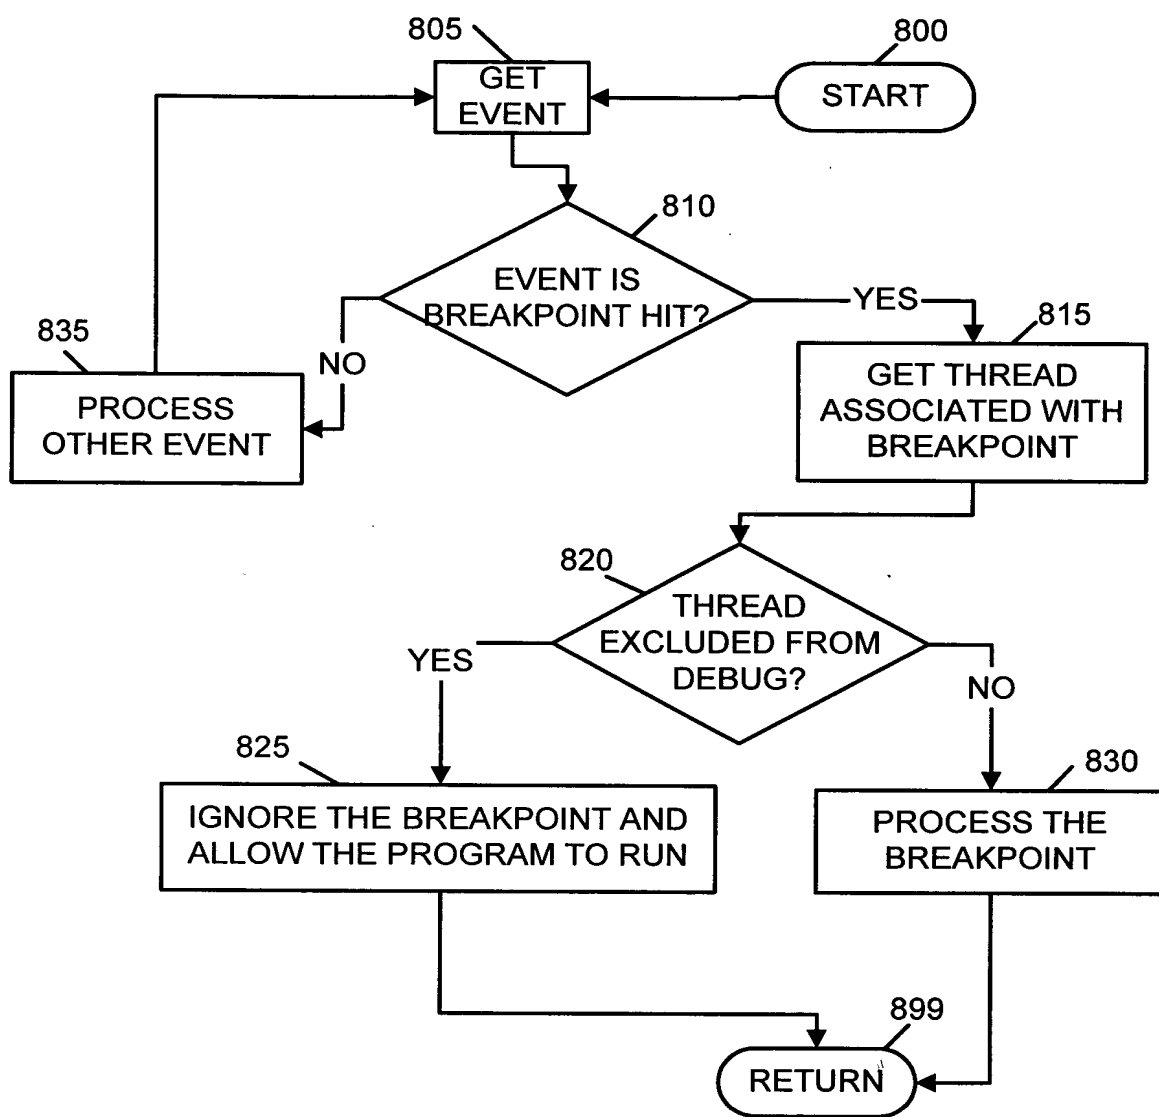 805
800
GET
EVENT
START
810
EVENT IS
BREAKPOINT HIT?
YES
835
NO
815
PROCESS
OTHER EVENT
GET THREAD
ASSOCIATED WITH
BREAKPOINT
820
THREAD
EXCLUDED FROM
DEBUG?
YES
NO
825
830
IGNORE THE BREAKPOINT AND
ALLOW THE PROGRAM TO RUN
PROCESS THE
BREAKPOINT
899
RETURN